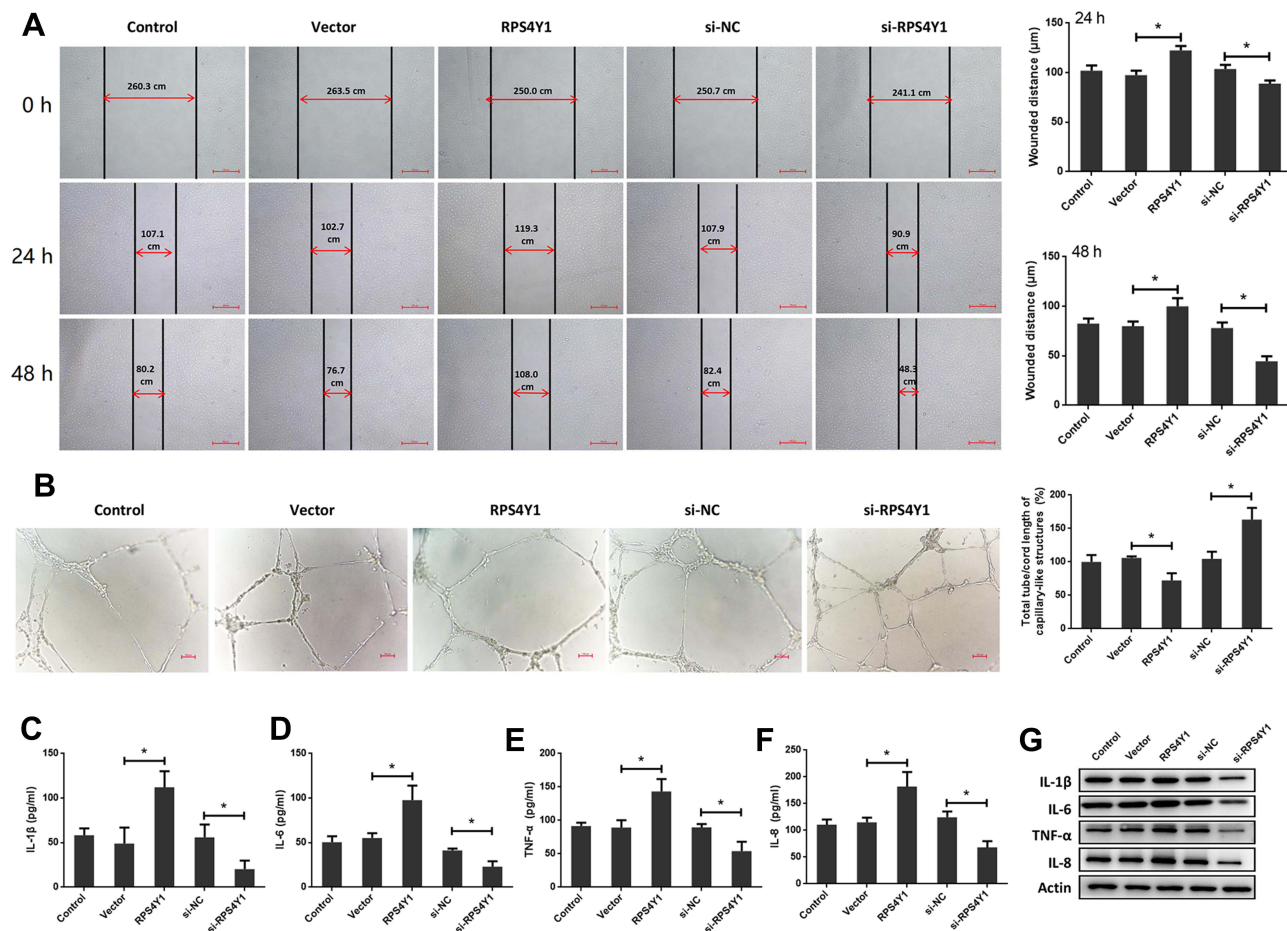 A
Control
Vector
RPS4Y1
si-NC
si-RPS4Y1
0 h
260.3 cm
263.5 cm
250.0 cm
250.7 cm
241.1 cm
24 h
107.1
cm
102.7
cm
119.3
cm
107.9
cm
90.9
cm
48 h
80.2
cm
76.7
cm
108.0
cm
82.4
cm
48.3
cm
24 h
Wounded distance (μm)
150
100
50
0
*
*
Control
Vector
RPS4Y1
si-NC
si-RPS4Y1
48 h
Wounded distance (μm)
150
100
50
0
*
*
Control
Vector
RPS4Y1
si-NC
si-RPS4Y1
B
Control
Vector
RPS4Y1
si-NC
si-RPS4Y1
Total tube/cord length of
capillary-like structures (%)
200
150
100
50
0
*
*
Control
Vector
RPS4Y1
si-NC
si-RPS4Y1
C
IL-1β (pg/ml)
150
100
50
0
*
*
Control
Vector
RPS4Y1
si-NC
si-RPS4Y1
D
IL-6 (pg/ml)
150
100
50
0
*
*
Control
Vector
RPS4Y1
si-NC
si-RPS4Y1
E
TNF-α (pg/ml)
200
150
100
50
0
*
*
Control
Vector
RPS4Y1
si-NC
si-RPS4Y1
F
IL-8 (pg/ml)
250
200
150
100
50
0
*
*
Control
Vector
RPS4Y1
si-NC
si-RPS4Y1
G
Control
Vector
RPS4Y1
si-NC
si-RPS4Y1
IL-1β
IL-6
TNF-α
IL-8
Actin